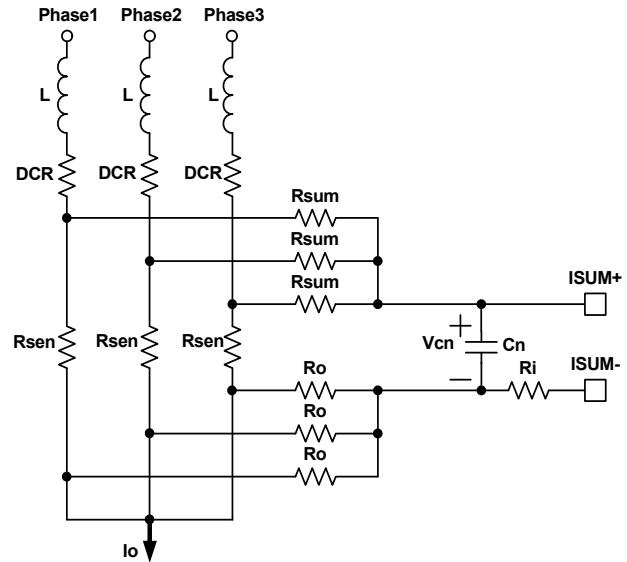 Phase1 Phase2 Phase3
L L L
DCR DCR DCR
Rsum
Rsum
Rsum
ISUM+
Rsen Rsen Rsen
Vcn + Cn
−
Ro
Ri
ISUM-
Ro
Ro
Io